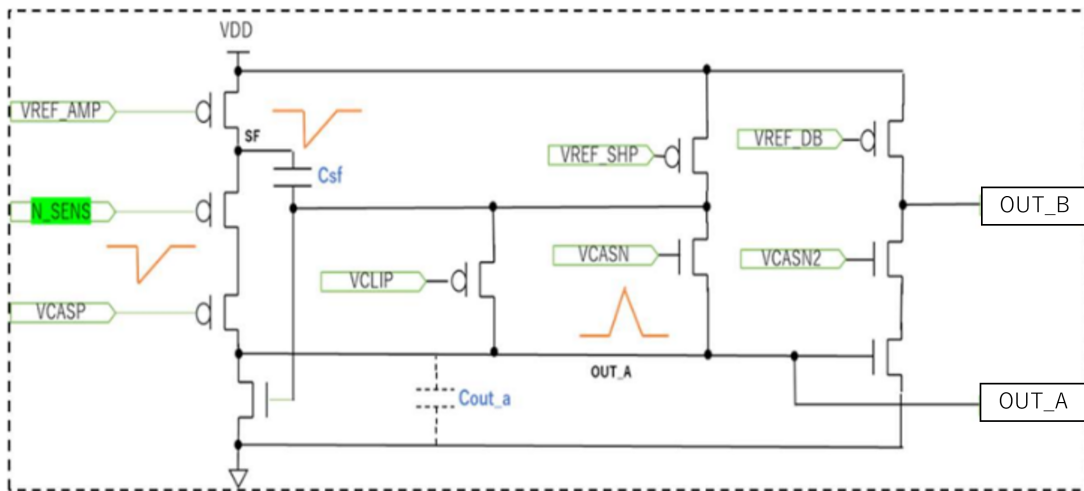 VDD
VREF_AMP
SF
Csf
VREF_SHP
VREF_DB
N_SENS
OUT_B
VCLIP
VCASN
VCASN2
VCASP
OUT_A
Cout_a
OUT_A